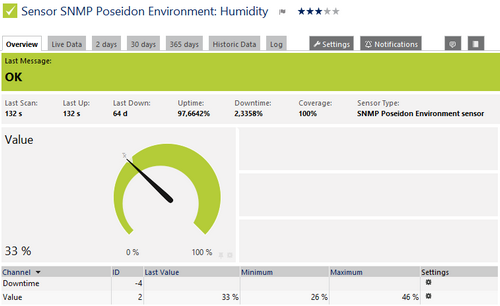 Sensor SNMP Poseidon Environment: Humidity
Overview Live Data 2 days 30 days 365 days Historic Data Log Settings Notifications
Last Message:
OK
Last Scan: Last Up: Last Down: Uptime: Downtime: Coverage: Sensor Type:
132 s 132 s 64 d 97,6642% 2,3358% 100% SNMP Poseidon Environment sensor
Value
33 % 0 % 100 %
Channel ID Last Value Minimum Maximum Settings
Downtime -4
Value 2 33 % 26 % 46 %